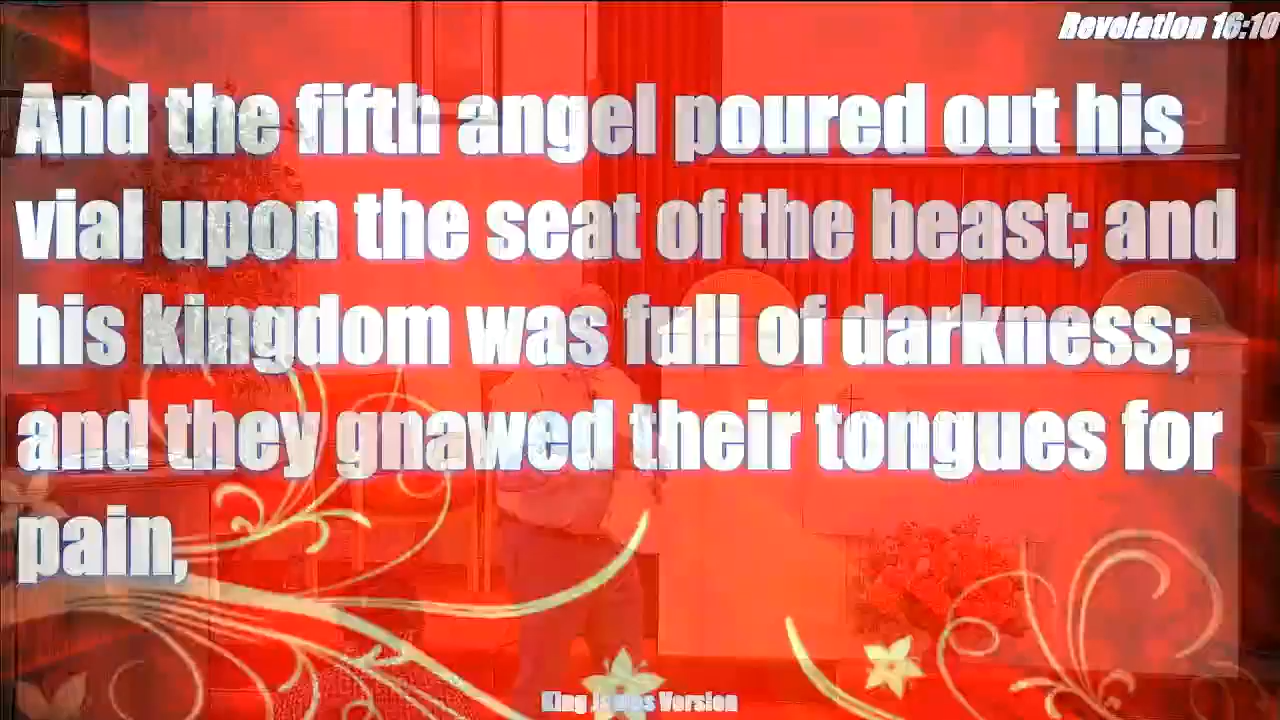 Revelation 16:10
And the fifth angel poured out his
vial upon the seat of the beast; and
his kingdom was full of darkness;
and they gnawed their tongues for
pain,
King James Version